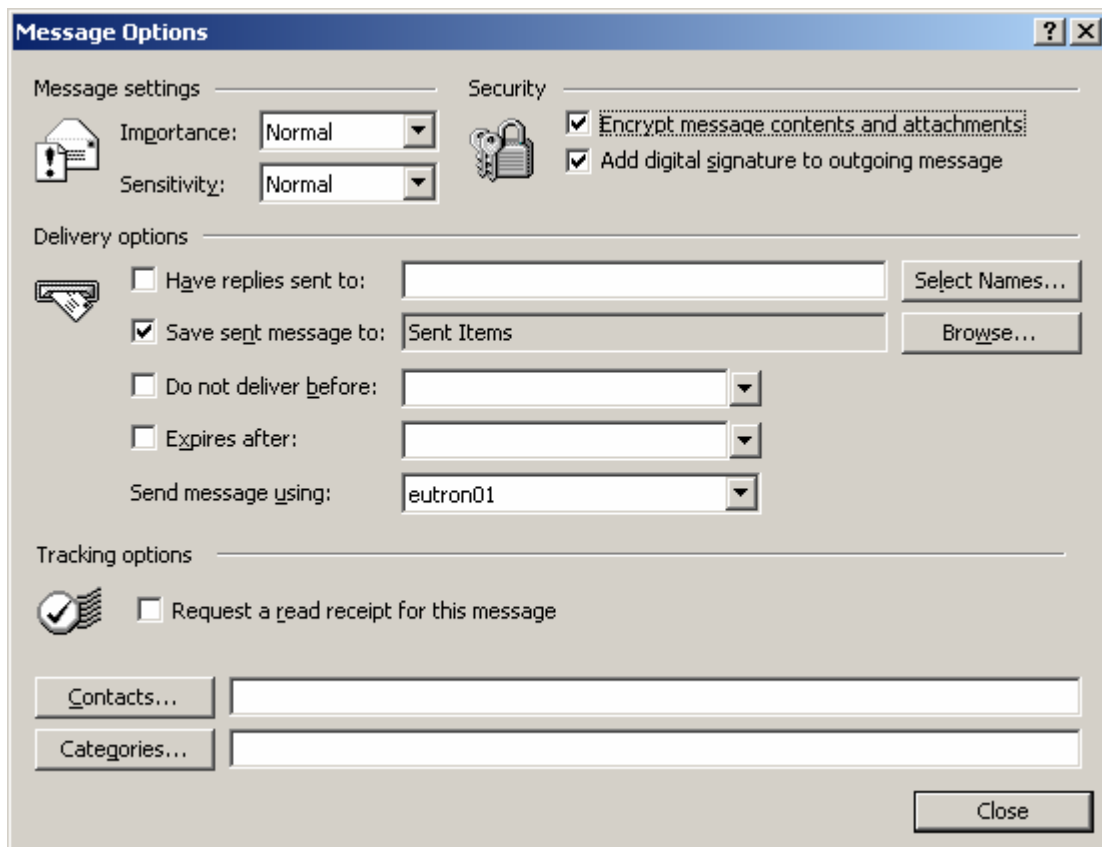 Message Options
Message settings
Security
Importance: Normal
Encrypt message contents and attachments
Sensitivity: Normal
Add digital signature to outgoing message
Delivery options
Have replies sent to:
Select Names...
Save sent message to: Sent Items
Browse...
Do not deliver before:
Expires after:
Send message using: eutron01
Tracking options
Request a read receipt for this message
Contacts...
Categories...
Close